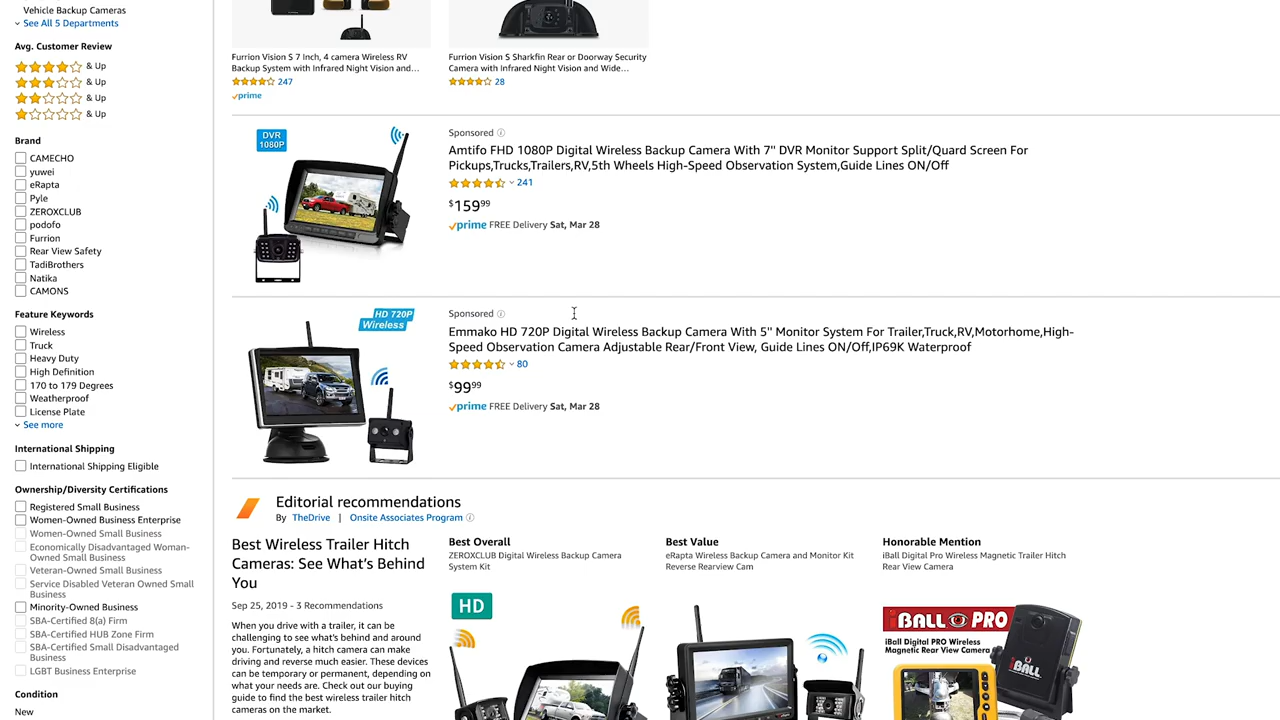 Vehicle Backup Cameras
See All 5 Departments
Avg. Customer Review
& Up
& Up
& Up
& Up
Brand
CAMECHO
yuwei
eRapta
Pyle
ZEROXCLUB
podofo
Furrion
Rear View Safety
TadiBrothers
Natika
CAMONS
Feature Keywords
Wireless
Truck
Heavy Duty
High Definition
170 to 179 Degrees
Weatherproof
License Plate
See more
International Shipping
International Shipping Eligible
Ownership/Diversity Certifications
Registered Small Business
Women-Owned Business Enterprise
Women-Owned Small Business
Economically Disadvantaged Woman-
Owned Small Business
Veteran-Owned Small Business
Service Disabled Veteran Owned Small
Business
Minority-Owned Business
SBA-Certified 8(a) Firm
SBA-Certified HUB Zone Firm
SBA-Certified Small Disadvantaged
Business
LGBT Business Enterprise
Condition
New
Furrion Vision S 7 Inch, 4 camera Wireless RV
Backup System with Infrared Night Vision and...
247
prime
Furrion Vision S Sharkfin Rear or Doorway Security
Camera with Infrared Night Vision and Wide...
28
DVR
1080P
Sponsored
Amtifo FHD 1080P Digital Wireless Backup Camera With 7'' DVR Monitor Support Split/Quard Screen For
Pickups,Trucks,Trailers,RV,5th Wheels High-Speed Observation System,Guide Lines ON/Off
241
$15999
prime FREE Delivery Sat, Mar 28
HD 720P
Wireless
Sponsored
Emmako HD 720P Digital Wireless Backup Camera With 5'' Monitor System For Trailer,Truck,RV,Motorhome,High-
Speed Observation Camera Adjustable Rear/Front View, Guide Lines ON/Off,IP69K Waterproof
80
$9999
prime FREE Delivery Sat, Mar 28
Editorial recommendations
By TheDrive | Onsite Associates Program
Best Wireless Trailer Hitch
Cameras: See What's Behind
You
Sep 25, 2019 - 3 Recommendations
When you drive with a trailer, it can be
challenging to see what's behind and around
you. Fortunately, a hitch camera can make
driving and reverse much easier. These devices
can be temporary or permanent, depending on
what your needs are. Check out our buying
guide to find the best wireless trailer hitch
cameras on the market.
Best Overall
ZEROXCLUB Digital Wireless Backup Camera
System Kit
HD
Best Value
eRapta Wireless Backup Camera and Monitor Kit
Reverse Rearview Cam
Honorable Mention
iBall Digital Pro Wireless Magnetic Trailer Hitch
Rear View Camera
iBALL PRO
iBall Digital PRO Wireless
Magnetic Rear View Camera
iBALL